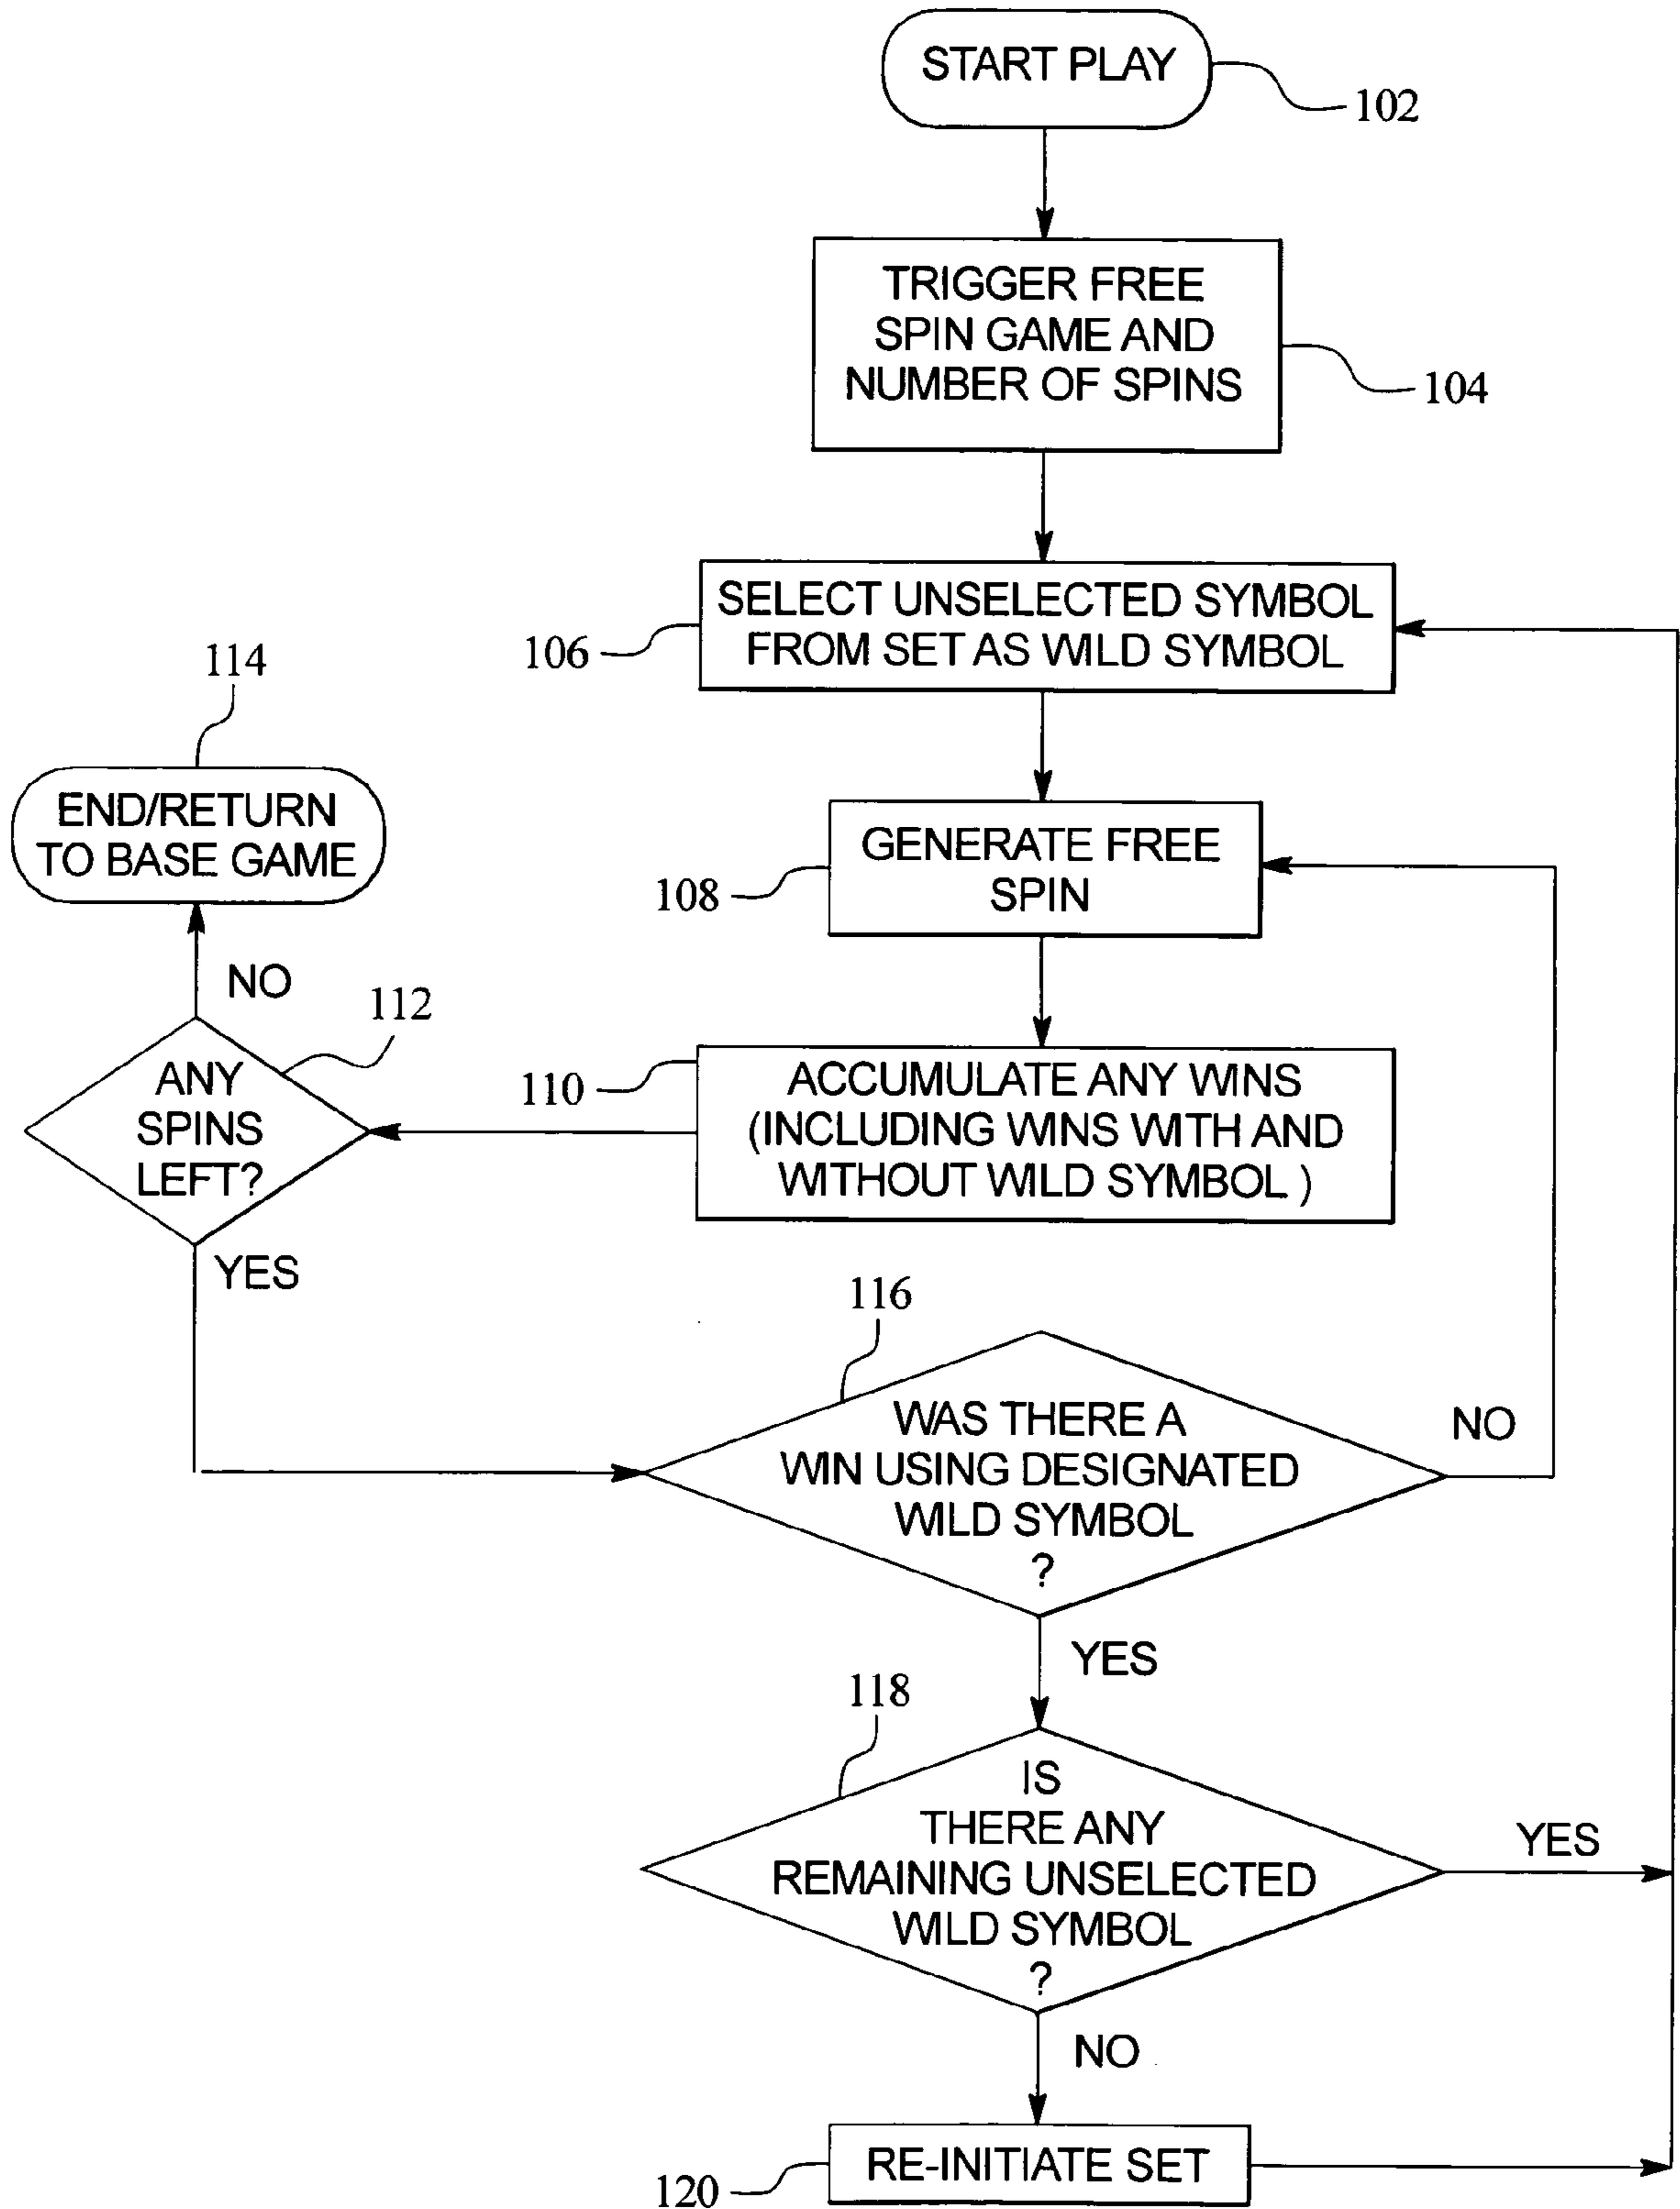 START PLAY
102
TRIGGER FREE
SPIN GAME AND
NUMBER OF SPINS
104
SELECT UNSELECTED SYMBOL
FROM SET AS WILD SYMBOL
106
114
END/RETURN
TO BASE GAME
GENERATE FREE
SPIN
108
NO
112
ANY
SPINS
LEFT?
110
ACCUMULATE ANY WINS
(INCLUDING WINS WITH AND
WITHOUT WILD SYMBOL )
YES
116
WAS THERE A
WIN USING DESIGNATED
WILD SYMBOL
?
NO
YES
118
IS
THERE ANY
REMAINING UNSELECTED
WILD SYMBOL
?
YES
NO
RE-INITIATE SET
120